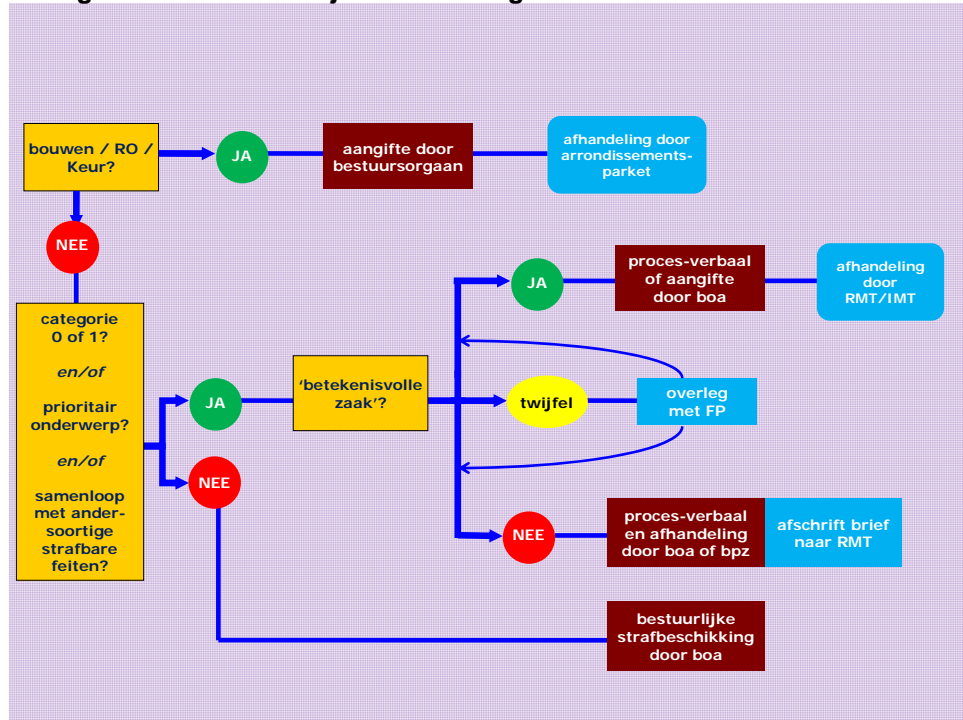 bouwen / RO /
Keur?
JA
aangifte door
bestuursorgaan
afhandeling door
arrondissements-
parket
NEE
categorie
0 of 1?
en/of
prioritair
onderwerp?
en/of
samenloop
met ander-
soortige
strafbare
feiten?
JA
NEE
'betekenisvolle
zaak'?
JA
proces-verbaal
of aangifte
door boa
afhandeling
door
RMT/IMT
twijfel
overleg
met FP
NEE
proces-verbaal
en afhandeling
door boa of bpz
afschrift brief
naar RMT
bestuurlijke
strafbeschikking
door boa